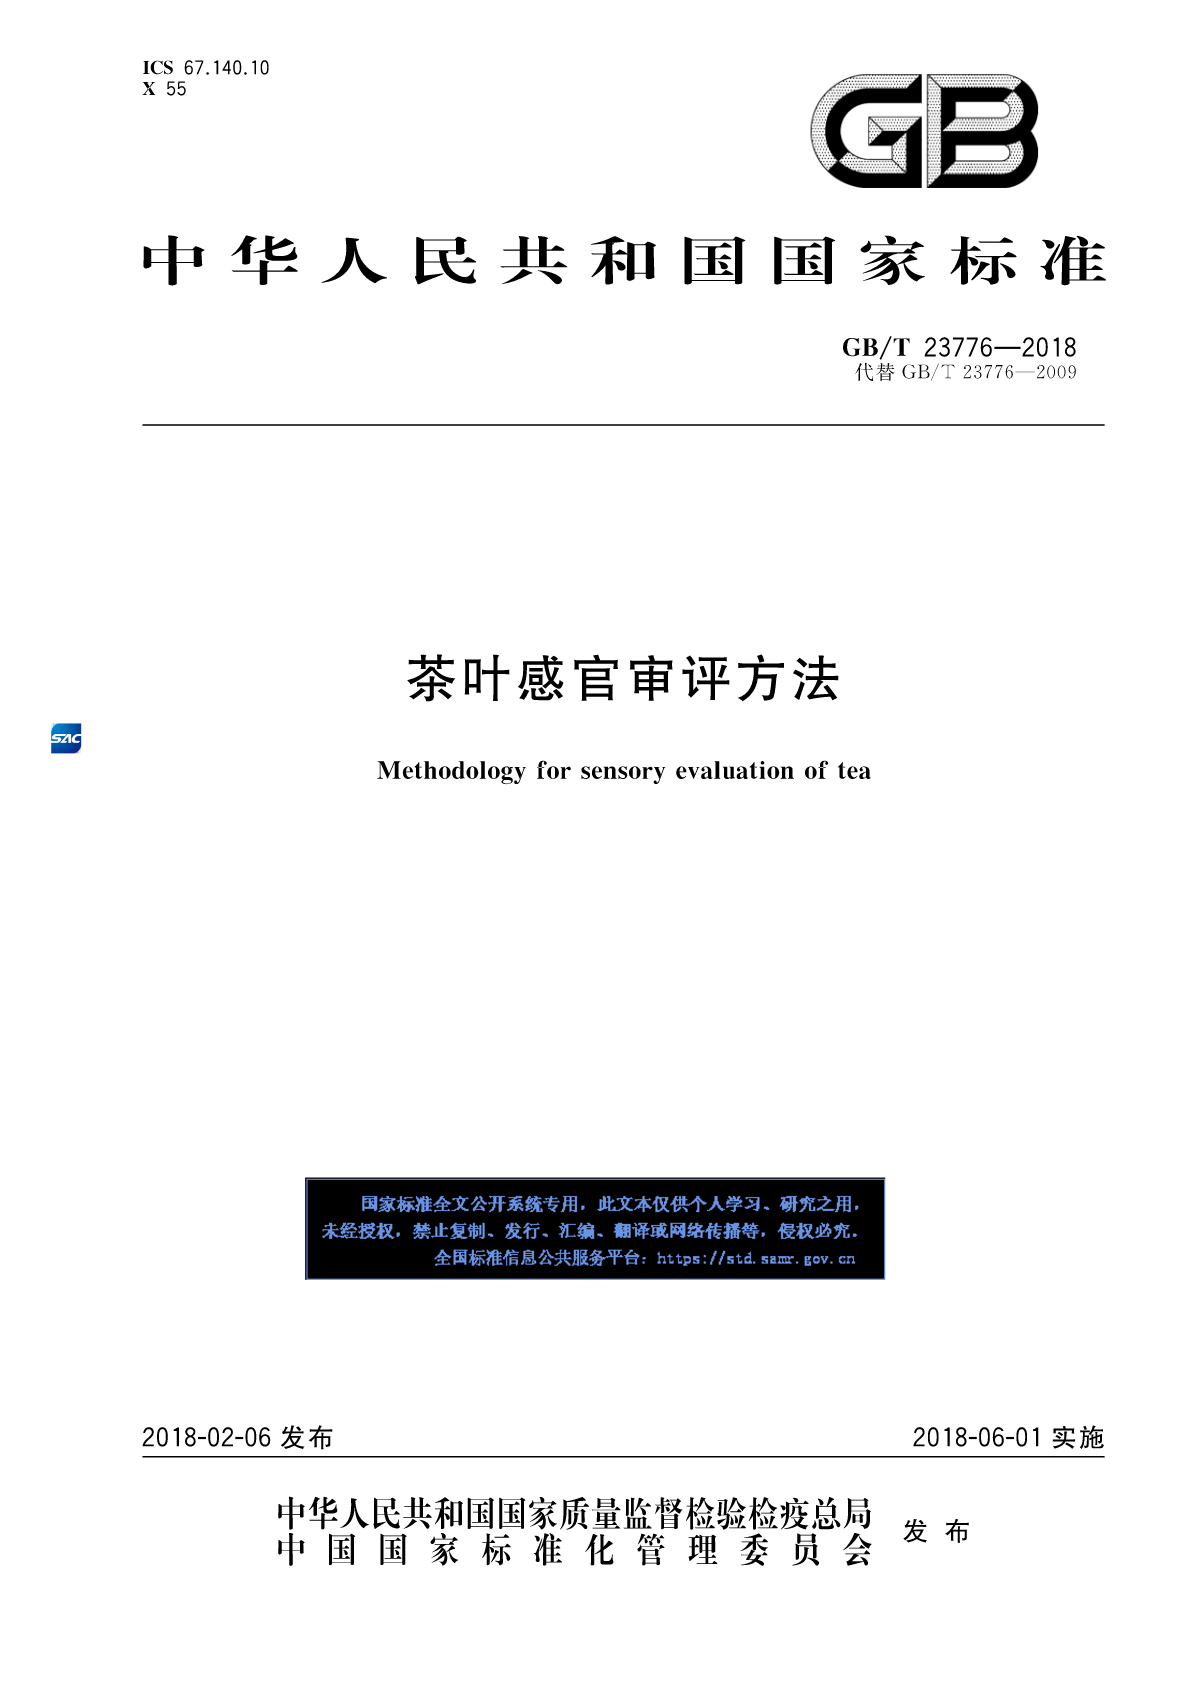 ICS 67.140.10
X 55
GB
中华人民共和国国家标准
GB/T 23776—2018
代替 GB/T 23776—2009
茶叶感官审评方法
SAC
Methodology for sensory evaluation of tea
国家标准全文公开系统专用，此文本仅供个人学习、研究之用，
未经授权，禁止复制、发行、汇编、翻译或网络传播等，侵权必究。
全国标准信息公共服务平台：https://std.samr.gov.cn
2018-02-06 发布
2018-06-01 实施
中华人民共和国国家质量监督检验检疫总局
中国国家标准化管理委员会
发布